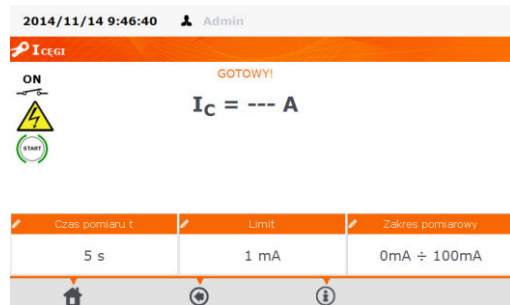 2014/11/14 9:46:40 Admin
I CĘGI
ON
GOTOWY!
IC = --- A
START
Czas pomiaru t Limit Zakres pomiarowy
5 s 1 mA 0mA ÷ 100mA